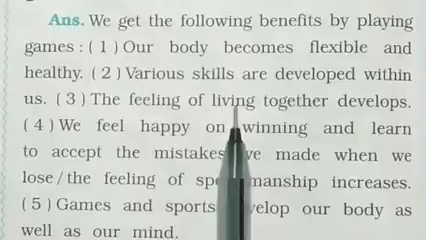 Ans. We get the following benefits by playing
games : ( 1 ) Our body becomes flexible and
healthy. ( 2 ) Various skills are developed within
us. ( 3 ) The feeling of living together develops.
( 4 ) We feel happy on winning and learn
to accept the mistakes we made when we
lose / the feeling of sp manship increases.
( 5 ) Games and sports velop our body as
well as our mind.